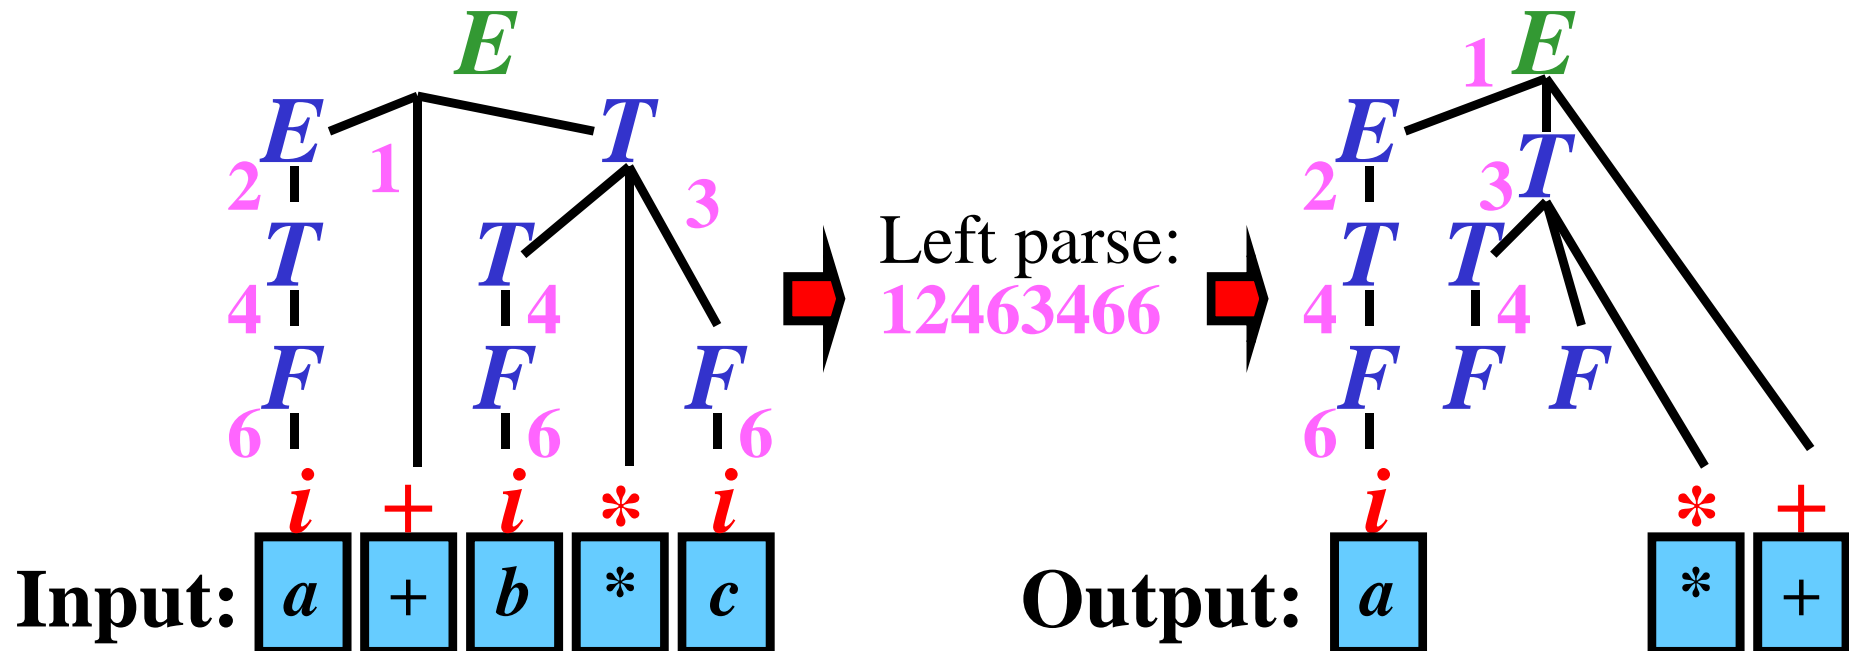 E
1 E
E T
E
1
T
2
3
2
3
T T
Left parse:
T T
4 4
12463466
4 4
F F F
F F F
6 6 6
6
i + i * i
i * +
Input: a + b * c
Output: a * +